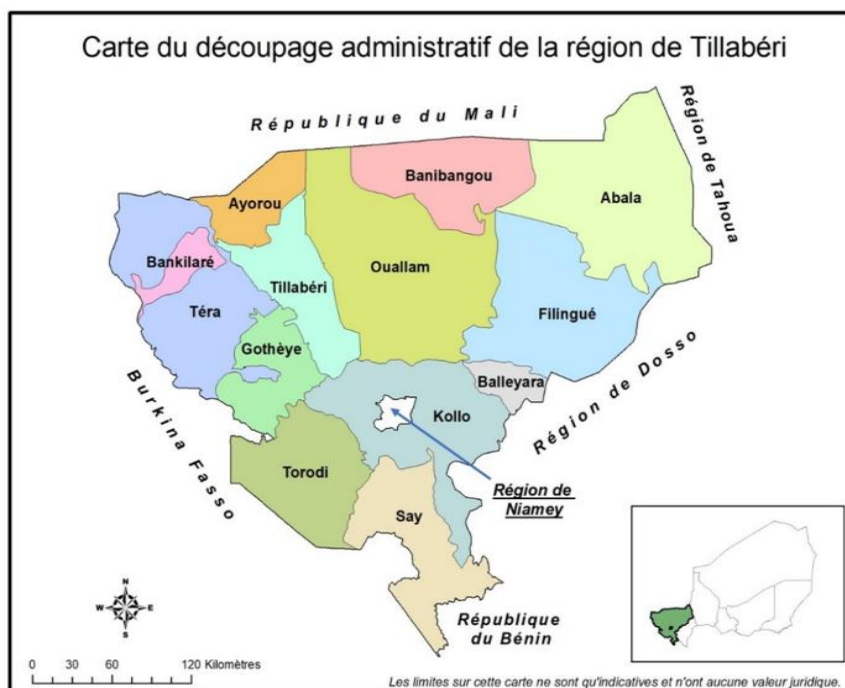 Carte du découpage administratif de la région de Tillabéri
République du Mali
Région de Tahoua
Banibangou
Ayorou
Abala
Bankilaré
Ouallam
Tillabéri
Téra
Filingué
Gothèye
Balleyara
Région de Dosso
Burkina Fasso
Kollo
Torodi
Région de
Niamey
Say
N
W E
S
République
du Bénin
0 30 60 120 Kilomètres
Les limites sur cette carte ne sont qu'indicatives et n'ont aucune valeur juridique.